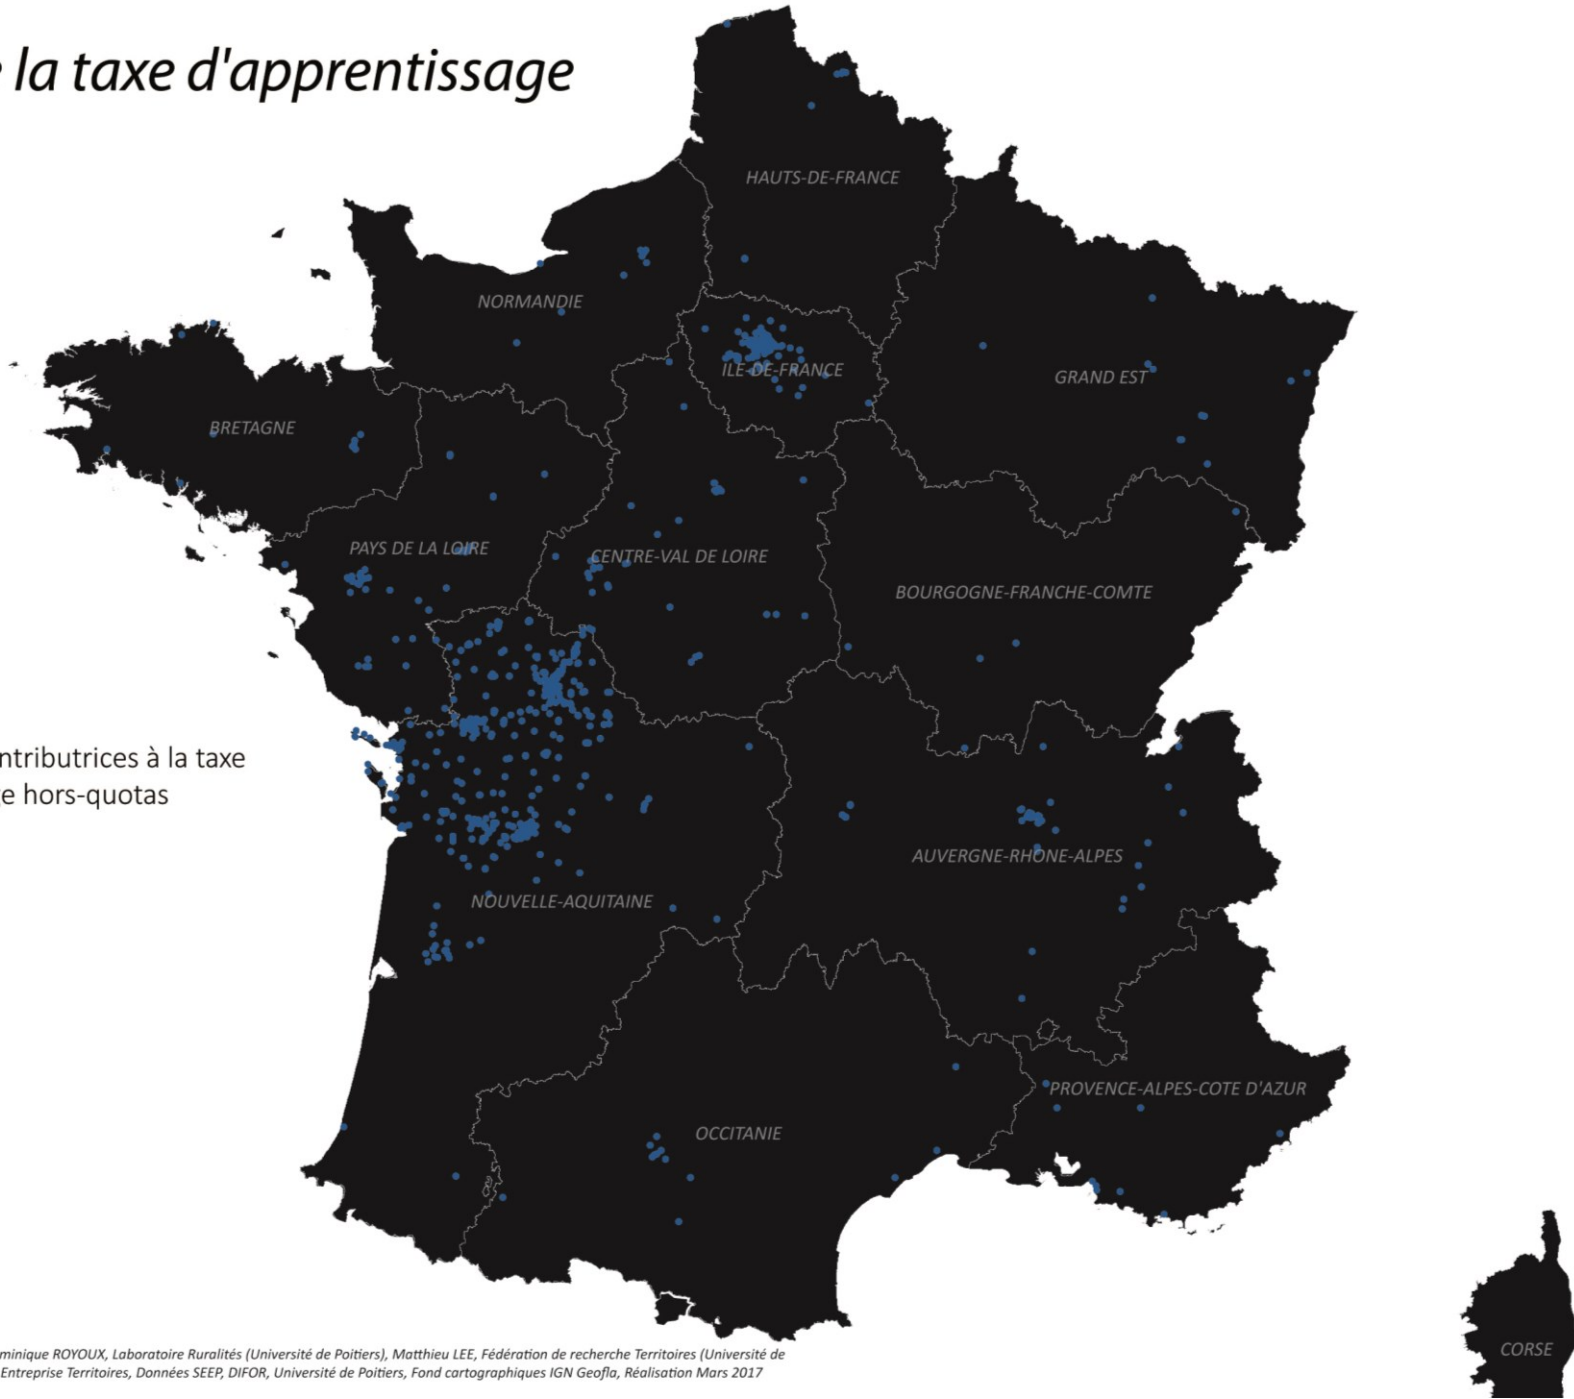 la taxe d'apprentissage
HAUTS-DE-FRANCE
NORMANDIE
ILE-DE-FRANCE
GRAND EST
BRETAGNE
PAYS DE LA LOIRE
CENTRE-VAL DE LOIRE
BOURGOGNE-FRANCHE-COMTE
ntributrices à la taxe
e hors-quotas
AUVERGNE-RHONE-ALPES
NOUVELLE-AQUITAINE
PROVENCE-ALPES-COTE D'AZUR
OCCITANIE
CORSE
minique ROYOUX, Laboratoire Ruralités (Université de Poitiers), Matthieu LEE, Fédération de recherche Territoires (Université de
Entreprise Territoires, Données SEEP, DIFOR, Université de Poitiers, Fond cartographiques IGN Geofla, Réalisation Mars 2017